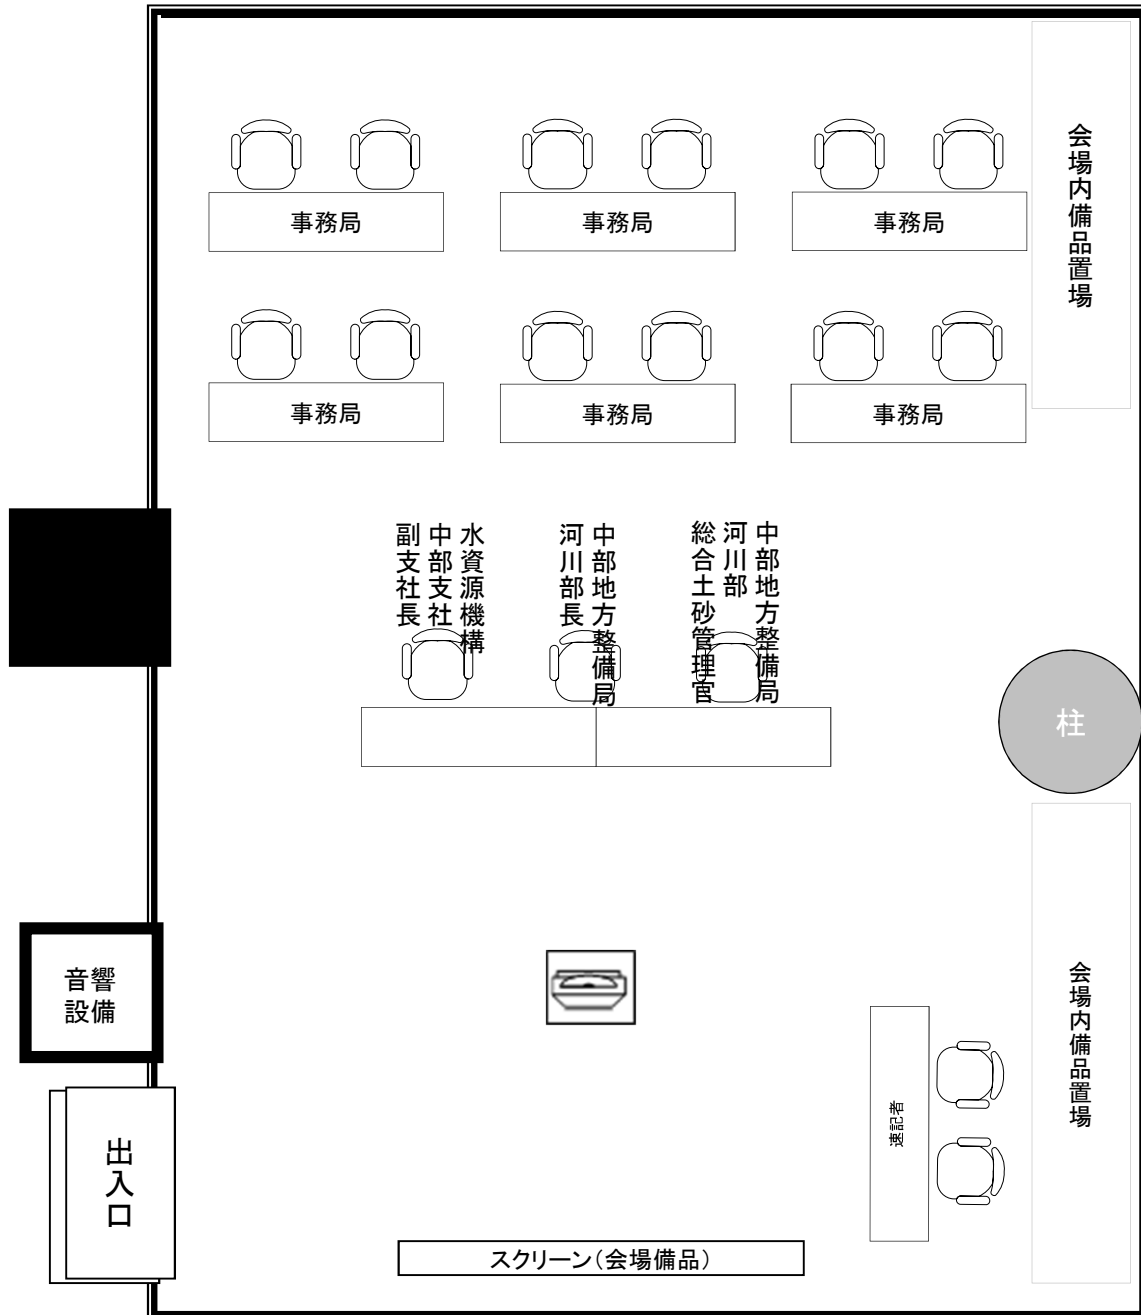 会場内備品置場
事務局
事務局
事務局
事務局
事務局
事務局
中部地方整備局
河川部
総合土砂管理官
中部地方整備局
河川部長
水資源機構
中部支社
副支社長
柱
音響
設備
会場内備品置場
速記者
出入口
スクリーン(会場備品)